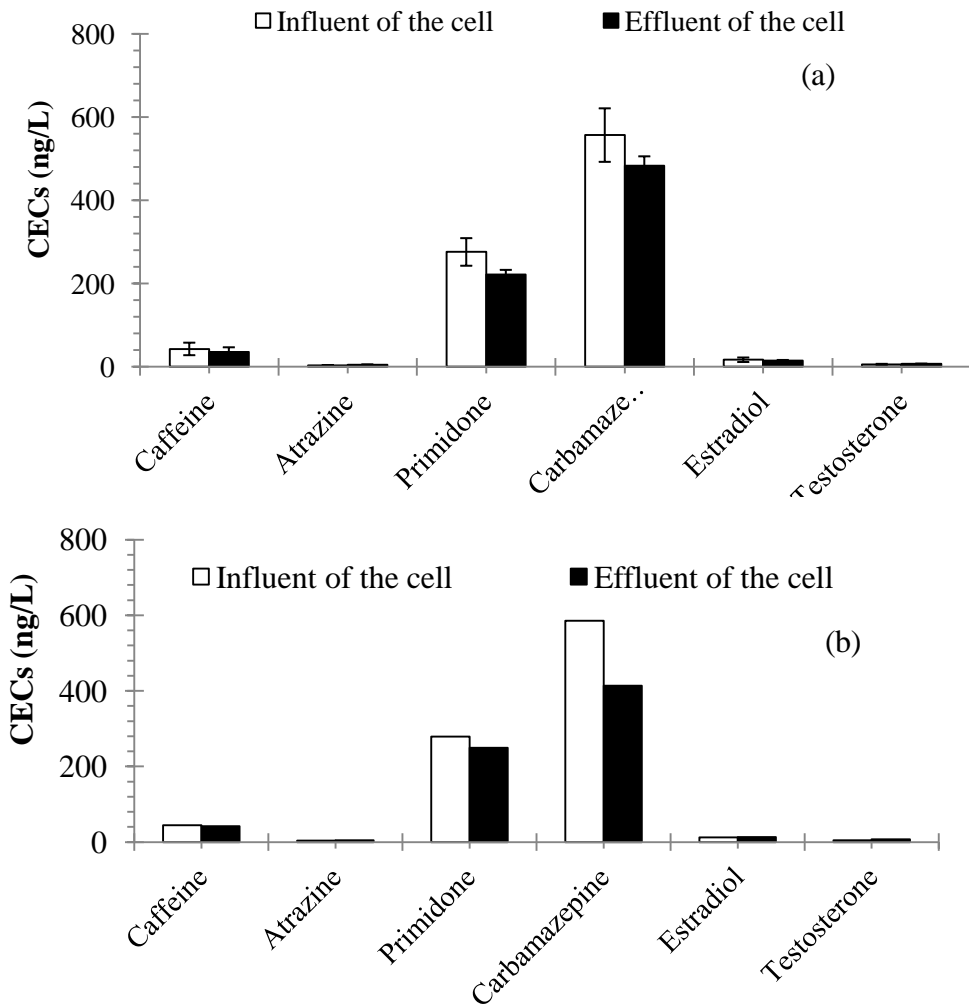 800
Influent of the cell
Effluent of the cell
(a)
600
400
200
0
CECs (ng/L)
Caffeine
Atrazine
Primidone
Carbamaze..
Estradiol
Testosterone
800
Influent of the cell
Effluent of the cell
600
(b)
400
200
0
CECs (ng/L)
Caffeine
Atrazine
Primidone
Carbamazepine
Estradiol
Testosterone